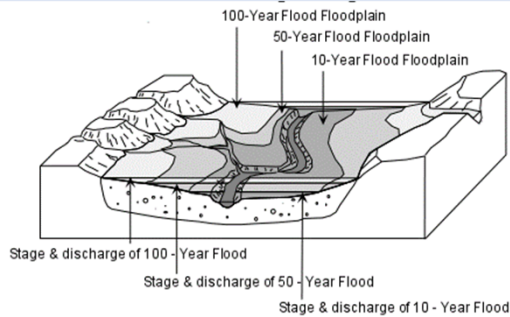 100-Year Flood Floodplain
50-Year Flood Floodplain
10-Year Flood Floodplain
Stage & discharge of 100 - Year Flood
Stage & discharge of 50 - Year Flood
Stage & discharge of 10 - Year Flood